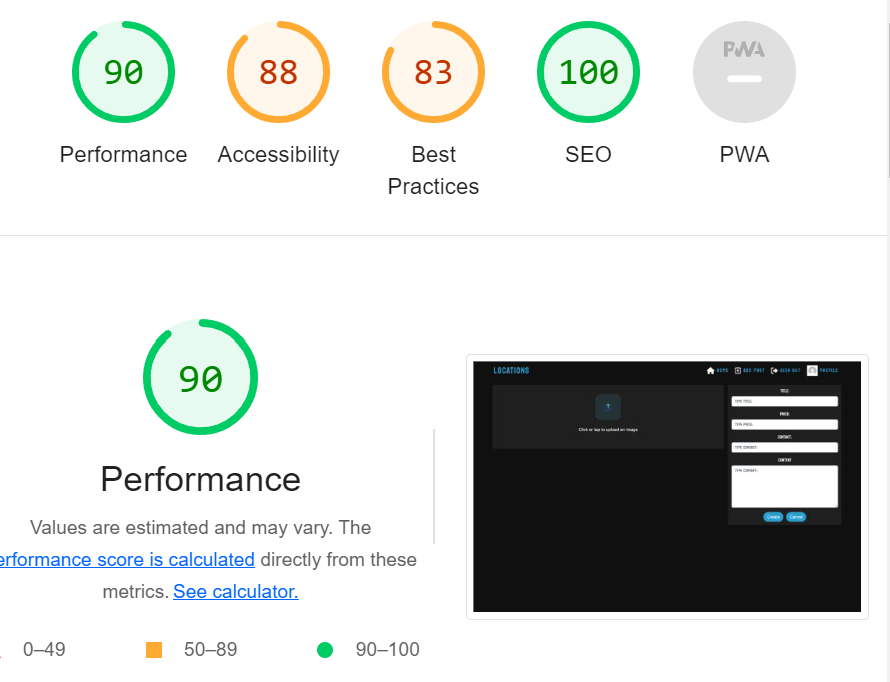 90
88
83
100
PWA
Performance
Accessibility
Best
Practices
SEO
PWA
90
Performance
Values are estimated and may vary. The
erformance score is calculated directly from these
metrics. See calculator.
0–49
50–89
90–100
LOCATIONS
HOME
ADD POST
SIGN OUT
PROFILE
Click or tap to upload an image
TITLE:
TYPE TITLE:
PRICE:
TYPE PRICE:
CONTACT:
TYPE CONTACT:
CONTENT
TYPE CONTENT:
Create
Cancel